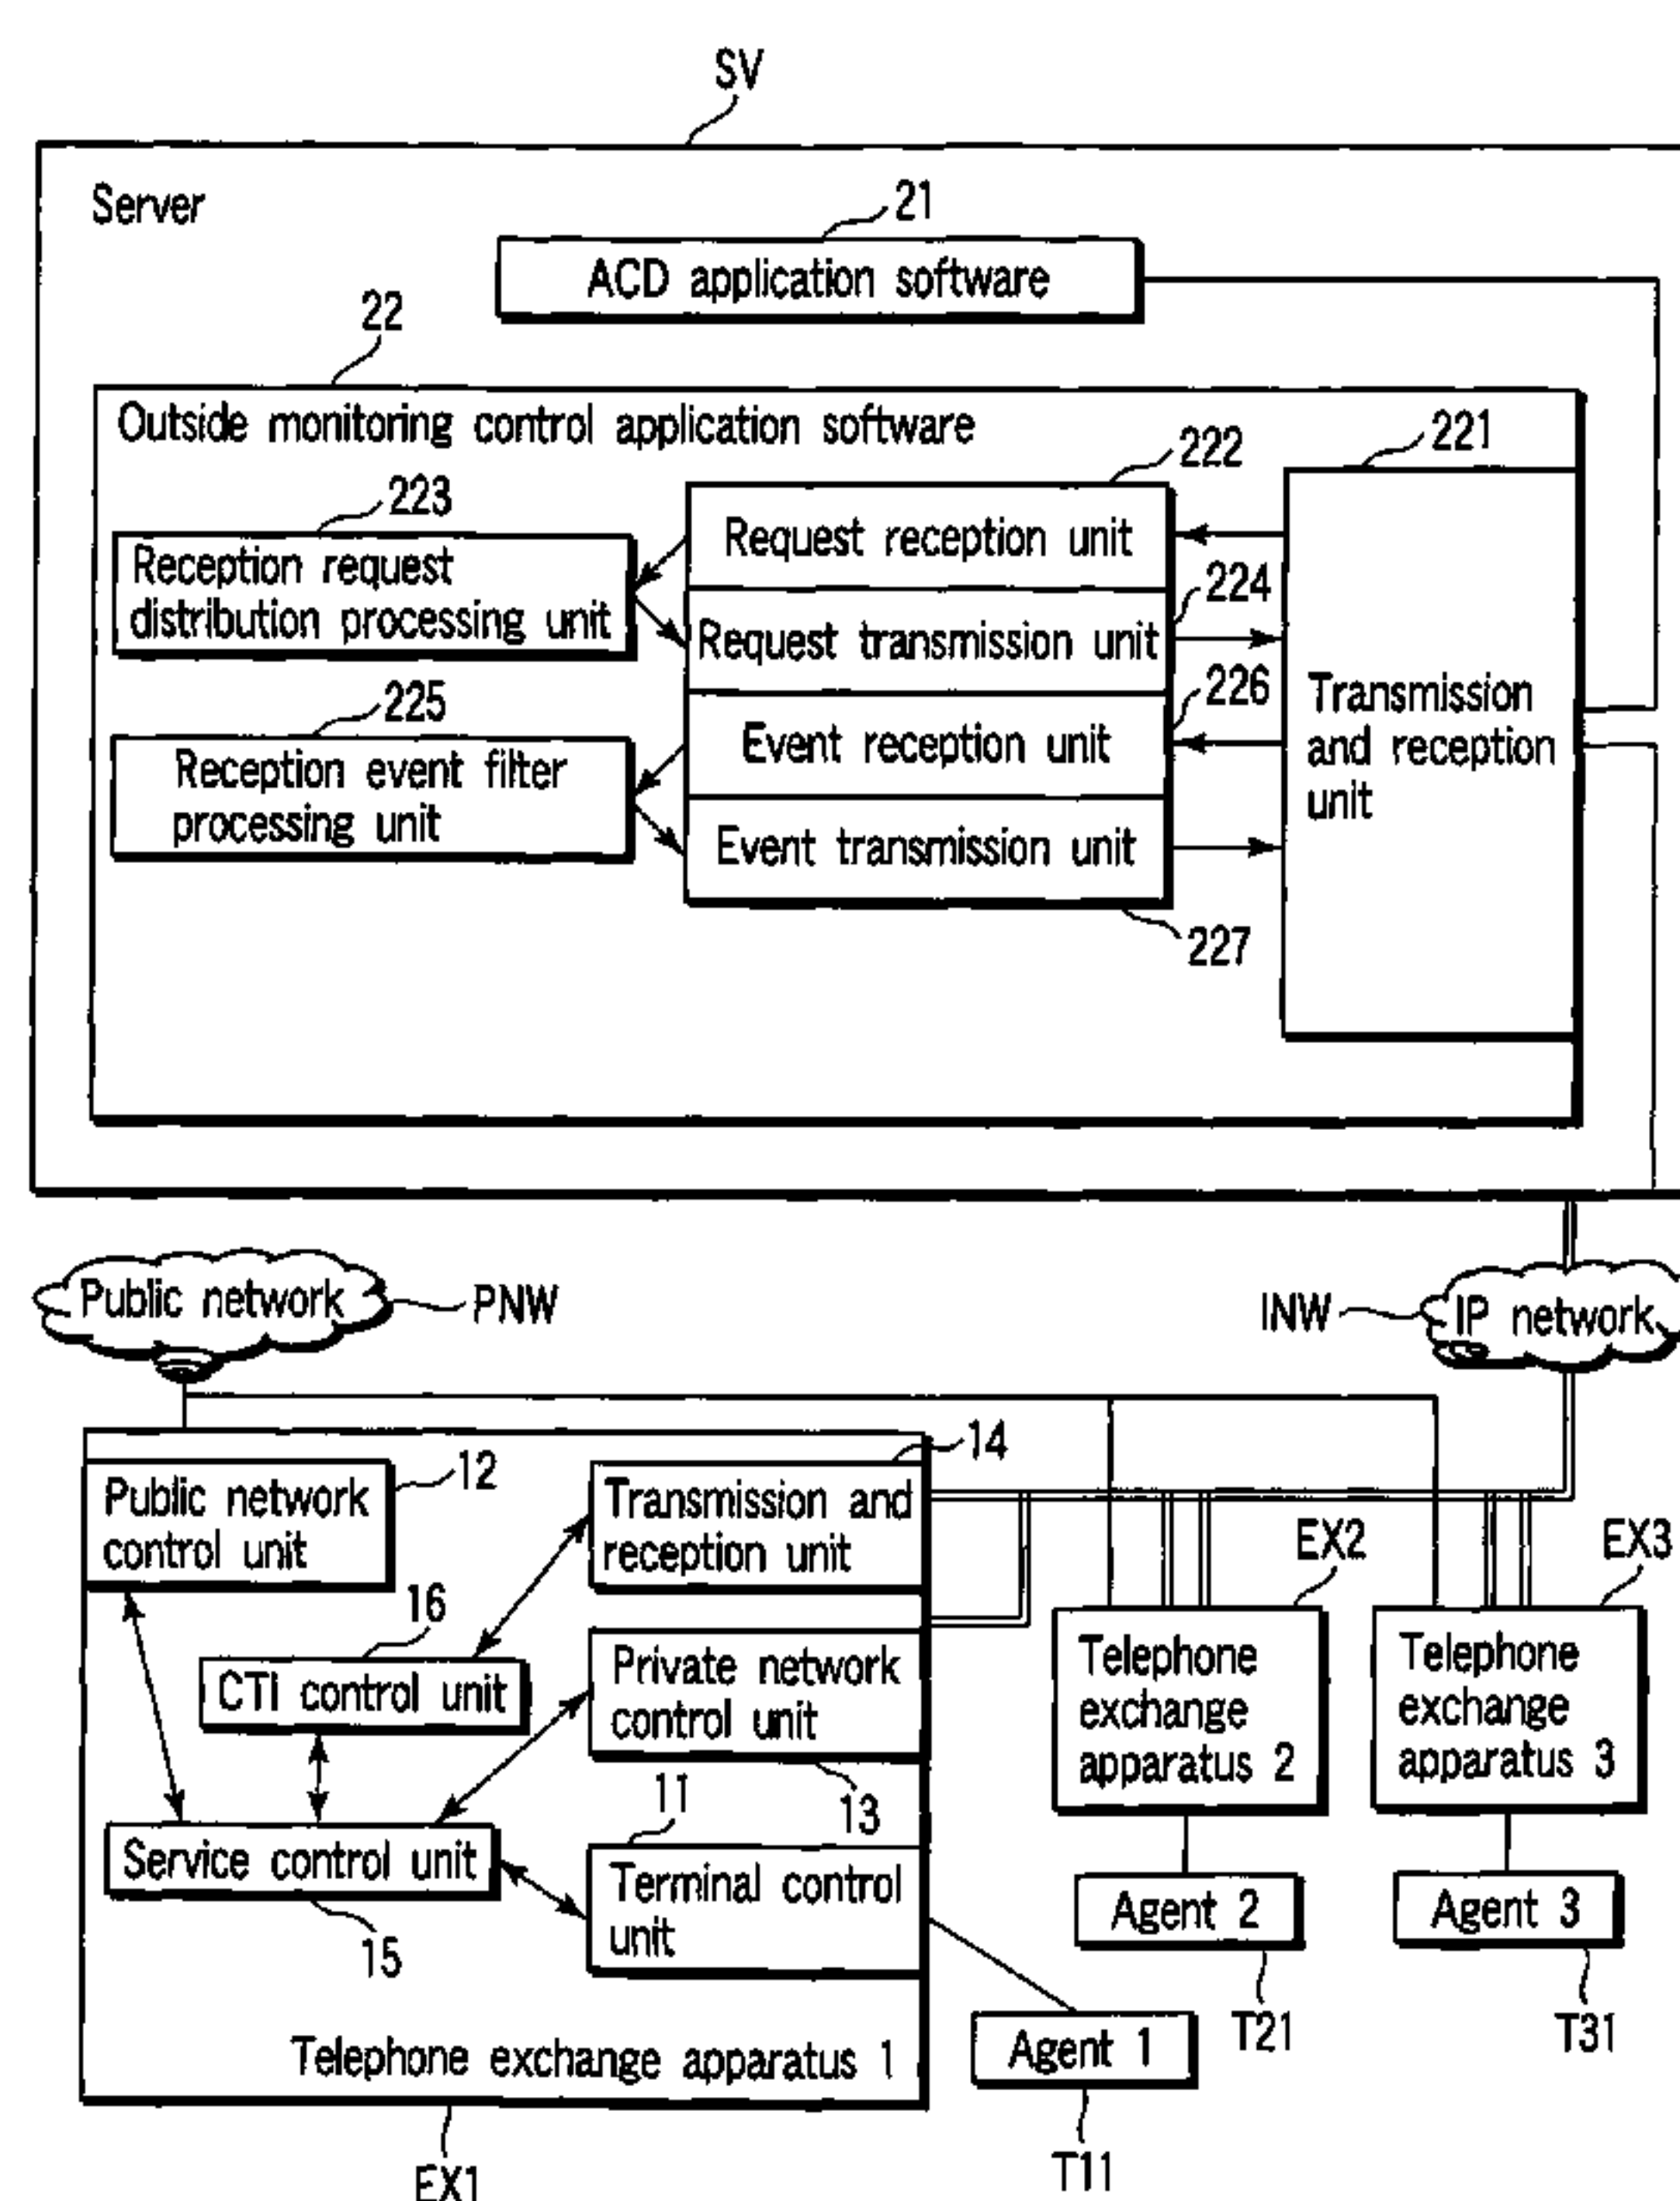 SV
Server
21
ACD application software
22
Outside monitoring control application software
221
222
223
Request reception unit
Reception request
distribution processing unit
224
Request transmission unit
226
225
Event reception unit
Reception event filter
processing unit
Event transmission unit
227
Transmission
and reception
unit
Public network
PNW
INW
IP network
14
12
Public network
control unit
Transmission and
reception unit
EX2
EX3
16
CTI control unit
Private network
control unit
13
Telephone
exchange
apparatus 2
Telephone
exchange
apparatus 3
11
Service control unit
15
Terminal control
unit
Agent 2
Agent 3
T21
T31
Agent 1
T11
Telephone exchange apparatus 1
EX1